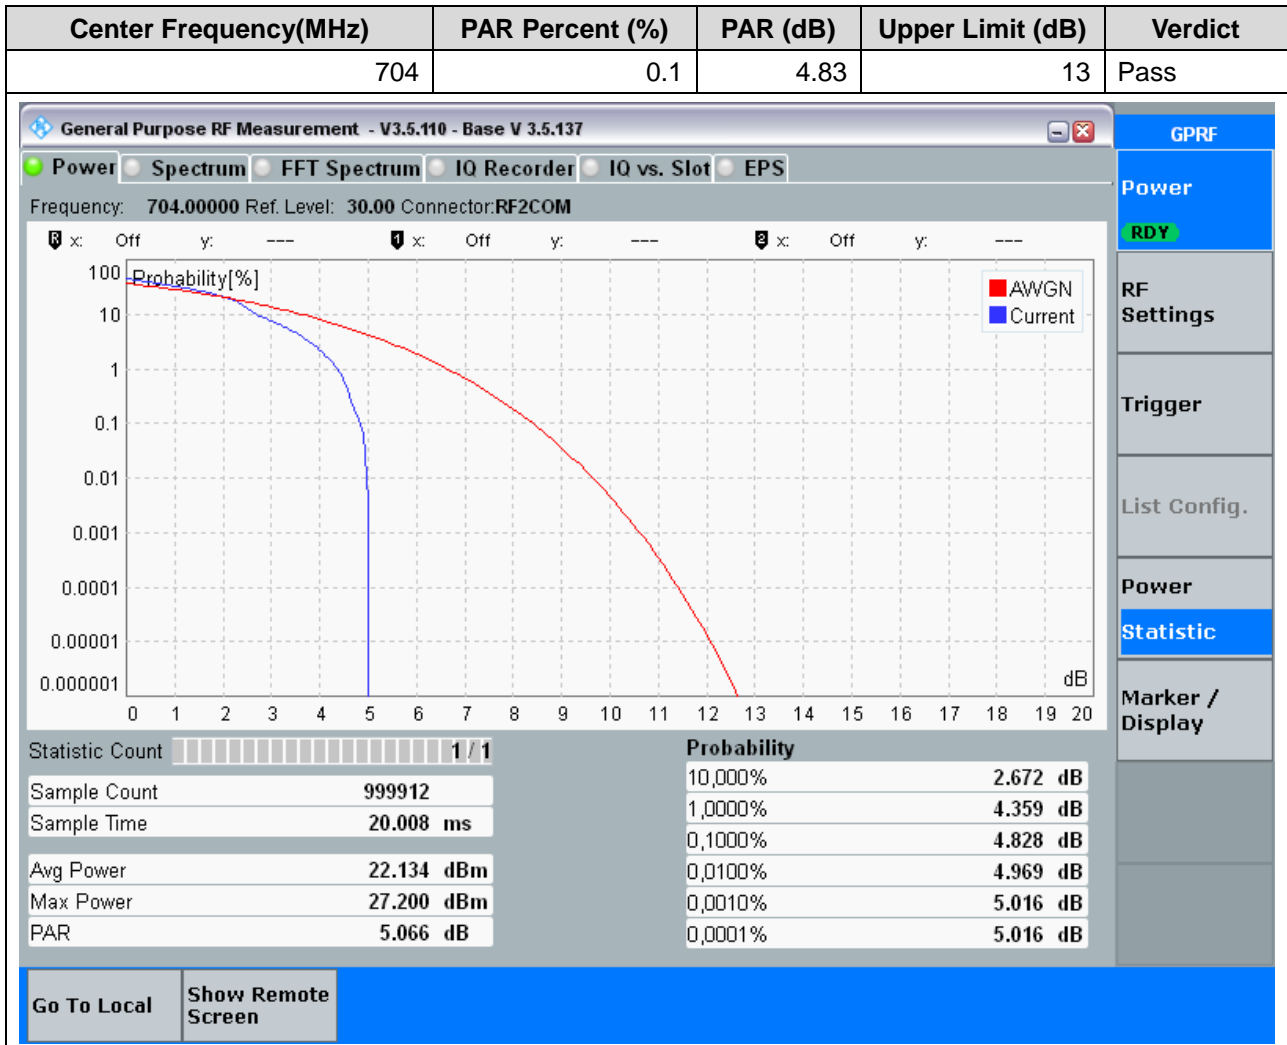 Center Frequency(MHz) PAR Percent (%) PAR (dB) Upper Limit (dB) Verdict
704 0.1 4.83 13 Pass
General Purpose RF Measurement - V3.5.110 - Base V 3.5.137
GPRF
Power Spectrum FFT Spectrum IQ Recorder IQ vs. Slot EPS
Frequency: 704.00000 Ref. Level: 30.00 Connector:RF2COM
R x: Off y: --- 1 x: Off y: --- 2 x: Off y: ---
Probability[%]
AWGN
Current
100
10
1
0.1
0.01
0.001
0.0001
0.00001
0.000001
dB
0 1 2 3 4 5 6 7 8 9 10 11 12 13 14 15 16 17 18 19 20
Statistic Count 1 / 1
Sample Count 999912
Sample Time 20.008 ms
Avg Power 22.134 dBm
Max Power 27.200 dBm
PAR 5.066 dB
Probability
10,000% 2.672 dB
1,0000% 4.359 dB
0,1000% 4.828 dB
0,0100% 4.969 dB
0,0010% 5.016 dB
0,0001% 5.016 dB
Power
RDY
RF
Settings
Trigger
List Config.
Power
Statistic
Marker /
Display
Go To Local
Show Remote
Screen